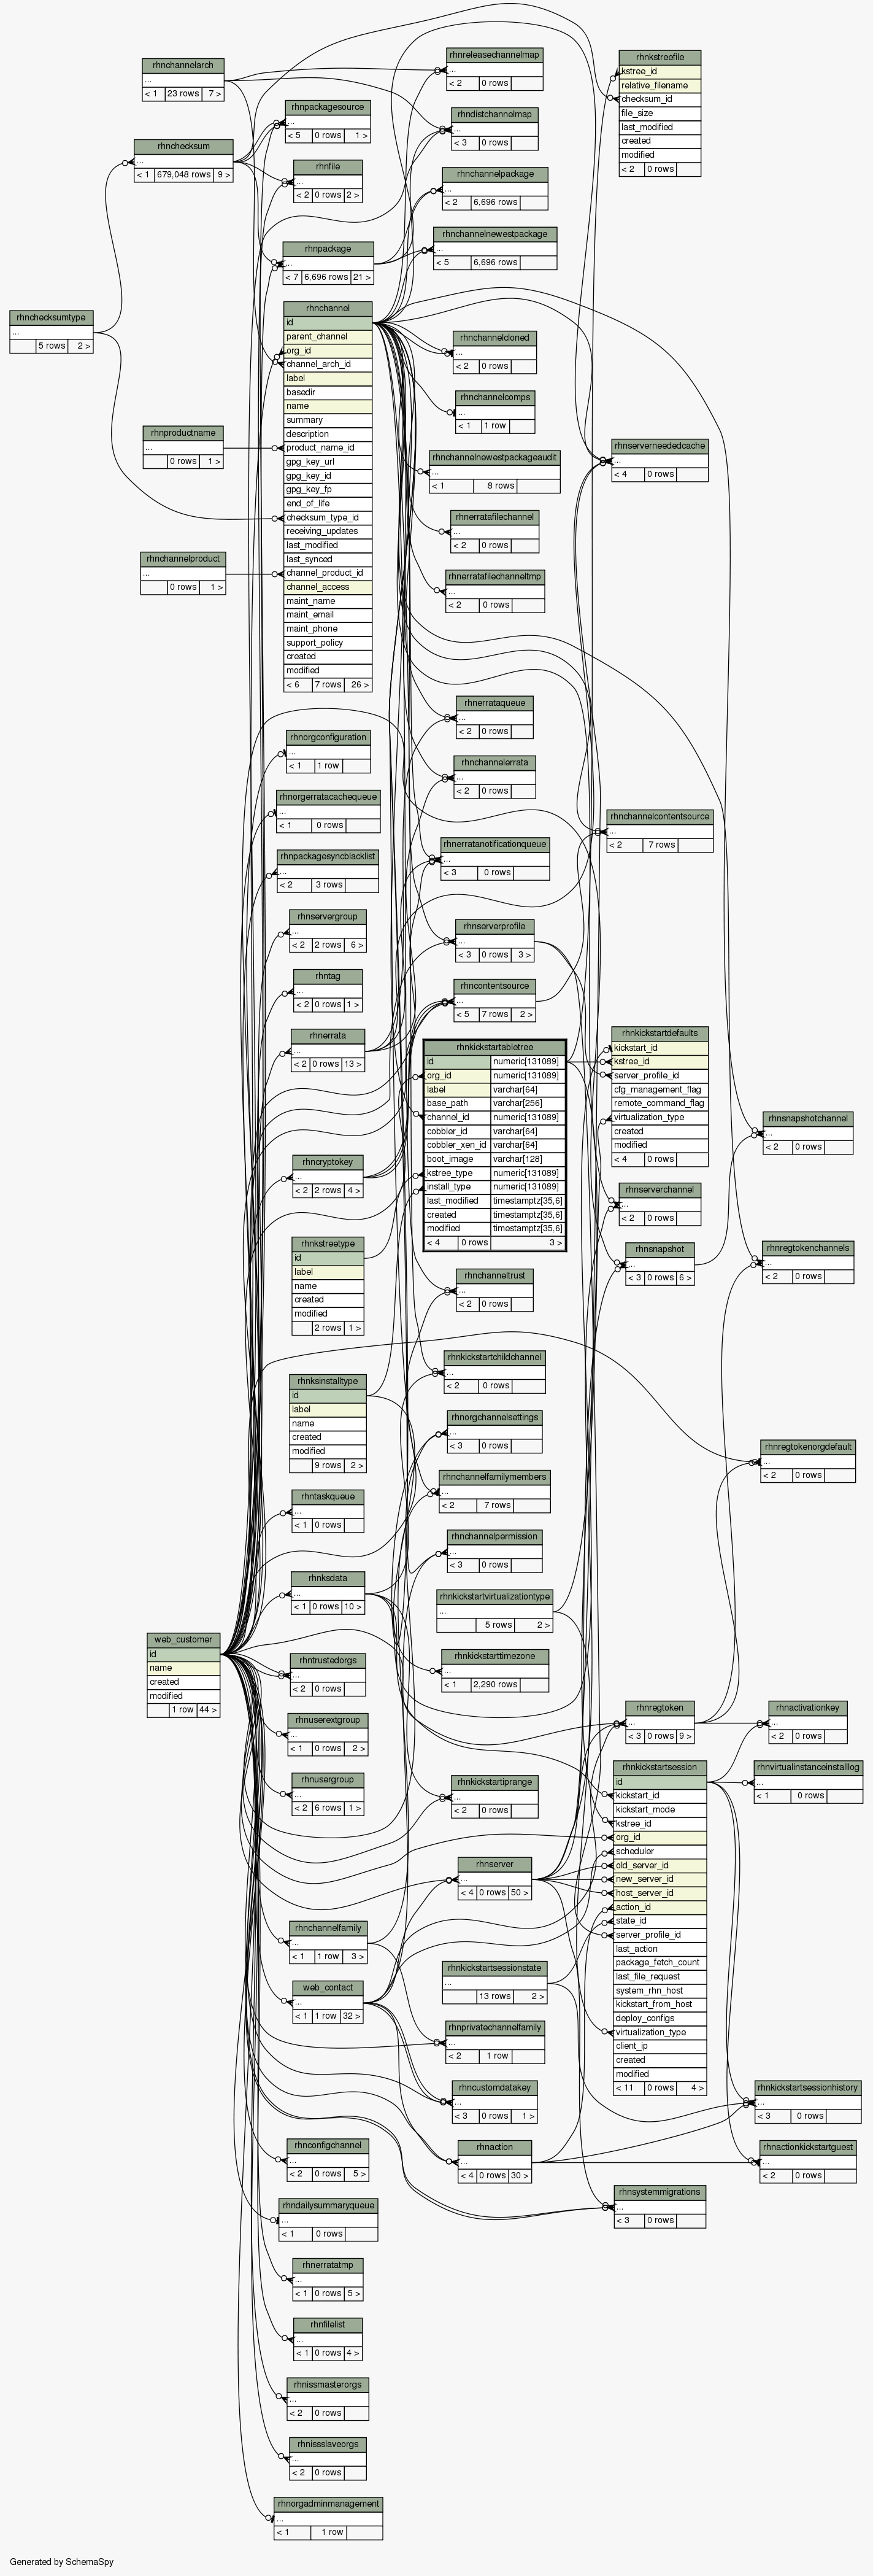 rhnchannelarch
...
< 1 23 rows 7 >
rhnchecksum
...
< 1 679,048 rows 9 >
rhnchecksumtype
...
5 rows 2 >
rhnproductname
...
0 rows 1 >
rhnchannelproduct
...
0 rows 1 >
web_customer
id
name
created
modified
1 row 44 >
rhnpackagesource
...
< 5 0 rows 1 >
rhnfile
...
< 2 0 rows 2 >
rhnpackage
...
< 7 6,696 rows 21 >
rhnchannel
id
parent_channel
org_id
channel_arch_id
label
basedir
name
summary
description
product_name_id
gpg_key_url
gpg_key_id
gpg_key_fp
end_of_life
checksum_type_id
receiving_updates
last_modified
last_synced
channel_product_id
channel_access
maint_name
maint_email
maint_phone
support_policy
created
modified
< 6 7 rows 26 >
rhnorgconfiguration
...
< 1 1 row
rhnorgerratacachequeue
...
< 1 0 rows
rhnpackagesyncblacklist
...
< 2 3 rows
rhnservergroup
...
< 2 2 rows 6 >
rhntag
...
< 2 0 rows 1 >
rhnerrata
...
< 2 0 rows 13 >
rhncryptokey
...
< 2 2 rows 4 >
rhnkstreetype
id
label
name
created
modified
2 rows 1 >
rhnksinstalltype
id
label
name
created
modified
9 rows 2 >
rhntaskqueue
...
< 1 0 rows
rhnksdata
...
< 1 0 rows 10 >
rhntrustedorgs
...
< 2 0 rows
rhnuserextgroup
...
< 1 0 rows 2 >
rhnusergroup
...
< 2 6 rows 1 >
rhnchannelfamily
...
< 1 1 row 3 >
web_contact
...
< 1 1 row 32 >
rhnconfigchannel
...
< 2 0 rows 5 >
rhndailysummaryqueue
...
< 1 0 rows
rhnerratatmp
...
< 1 0 rows 5 >
rhnfilelist
...
< 1 0 rows 4 >
rhnissmasterorgs
...
< 2 0 rows
rhnissslaveorgs
...
< 2 0 rows
rhnorgadminmanagement
...
< 1 1 row
rhnreleasechannelmap
...
< 2 0 rows
rhndistchannelmap
...
< 3 0 rows
rhnchannelpackage
...
< 2 6,696 rows
rhnchannelnewestpackage
...
< 5 6,696 rows
rhnchannelcloned
...
< 2 0 rows
rhnchannelcomps
...
< 1 1 row
rhnchannelnewestpackageaudit
...
< 1 8 rows
rhnerratafilechannel
...
< 2 0 rows
rhnerratafilechanneltmp
...
< 2 0 rows
rhnerrataqueue
...
< 2 0 rows
rhnchannelerrata
...
< 2 0 rows
rhnerratanotificationqueue
...
< 3 0 rows
rhnserverprofile
...
< 3 0 rows 3 >
rhncontentsource
...
< 5 7 rows 2 >
rhnkickstartabletree
id numeric[131089]
org_id numeric[131089]
label varchar[64]
base_path varchar[256]
channel_id numeric[131089]
cobbler_id varchar[64]
cobbler_xen_id varchar[64]
boot_image varchar[128]
kstree_type numeric[131089]
install_type numeric[131089]
last_modified timestamptz[35,6]
created timestamptz[35,6]
modified timestamptz[35,6]
< 4 0 rows 3 >
rhnchanneltrust
...
< 2 0 rows
rhnkickstartchildchannel
...
< 2 0 rows
rhnorgchannelsettings
...
< 3 0 rows
rhnchannelfamilymembers
...
< 2 7 rows
rhnchannelpermission
...
< 3 0 rows
rhnkickstartvirtualizationtype
...
5 rows 2 >
rhnkickstarttimezone
...
< 1 2,290 rows
rhnkickstartiprange
...
< 2 0 rows
rhnserver
...
< 4 0 rows 50 >
rhnkickstartsessionstate
...
13 rows 2 >
rhnprivatechannelfamily
...
< 2 1 row
rhncustomdatakey
...
< 3 0 rows 1 >
rhnaction
...
< 4 0 rows 30 >
rhnkstreefile
kstree_id
relative_filename
checksum_id
file_size
last_modified
created
modified
< 2 0 rows
rhnserverneededcache
...
< 4 0 rows
rhnchannelcontentsource
...
< 2 7 rows
rhnkickstartdefaults
kickstart_id
kstree_id
server_profile_id
cfg_management_flag
remote_command_flag
virtualization_type
created
modified
< 4 0 rows
rhnserverchannel
...
< 2 0 rows
rhnsnapshot
...
< 3 0 rows 6 >
rhnregtoken
...
< 3 0 rows 9 >
rhnkickstartsession
id
kickstart_id
kickstart_mode
kstree_id
org_id
scheduler
old_server_id
new_server_id
host_server_id
action_id
state_id
server_profile_id
last_action
package_fetch_count
last_file_request
system_rhn_host
kickstart_from_host
deploy_configs
virtualization_type
client_ip
created
modified
< 11 0 rows 4 >
rhnsystemmigrations
...
< 3 0 rows
rhnsnapshotchannel
...
< 2 0 rows
rhnregtokenchannels
...
< 2 0 rows
rhnregtokenorgdefault
...
< 2 0 rows
rhnactivationkey
...
< 2 0 rows
rhnvirtualinstanceinstalllog
...
< 1 0 rows
rhnkickstartsessionhistory
...
< 3 0 rows
rhnactionkickstartguest
...
< 2 0 rows
Generated by SchemaSpy